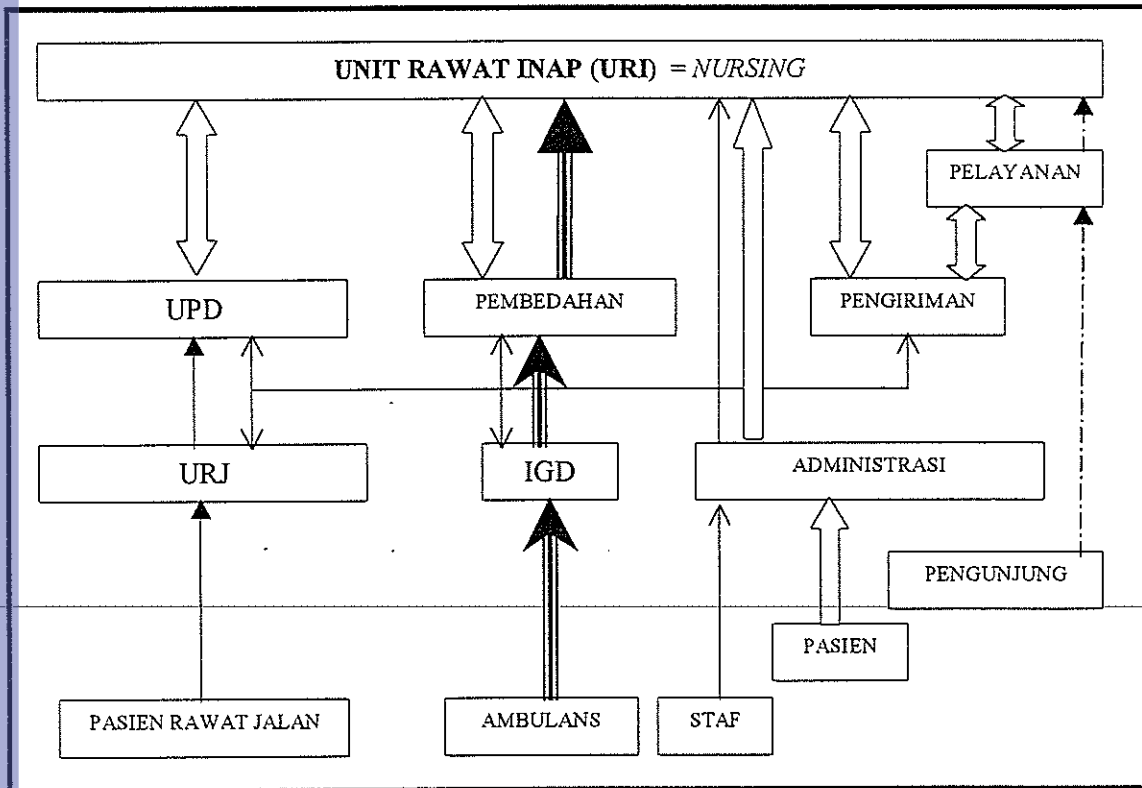 UNIT RAWAT INAP (URI) = NURSING
PELAYANAN
UPD
PEMBEDAHAN
PENGIRIMAN
URJ
IGD
ADMINISTRASI
PENGUNJUNG
PASIEN
PASIEN RAWAT JALAN
AMBULANS
STAF